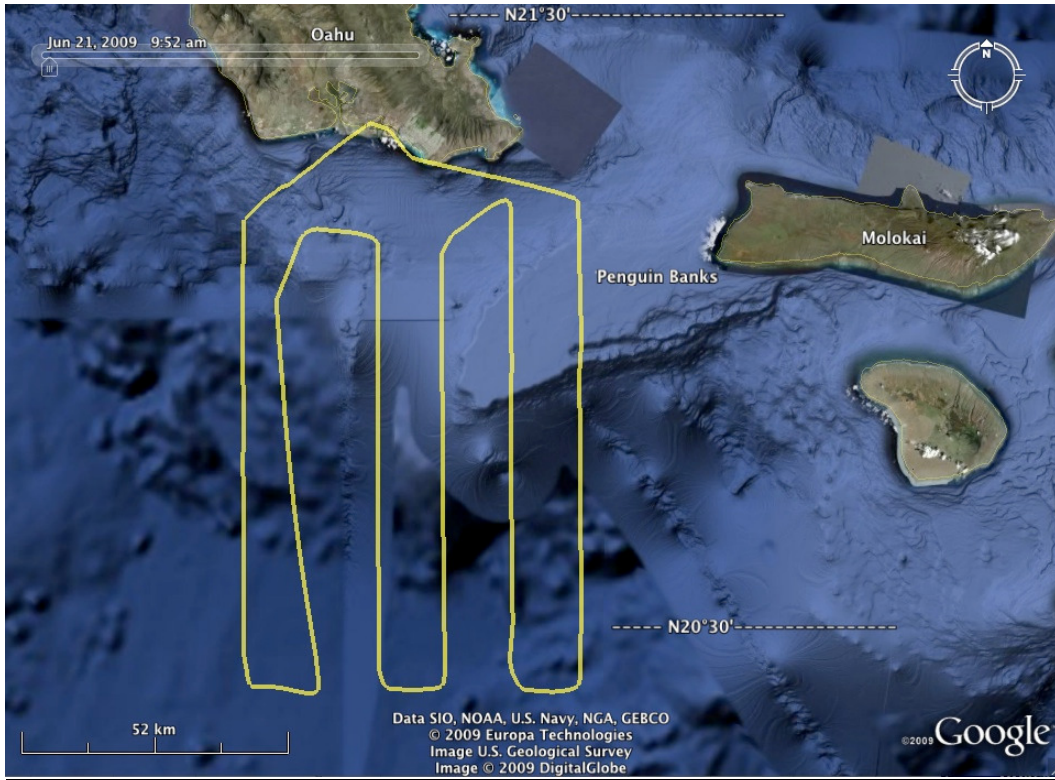 ----- N21°30'--------------------
Jun 21, 2009 9:52 am
Oahu
N
Molokai
Penguin Banks
----- N20°30'----------------
52 km
Data SIO, NOAA, U.S. Navy, NGA, GEBCO
© 2009 Europa Technologies
Image U.S. Geological Survey
Image © 2009 DigitalGlobe
©2009 Google